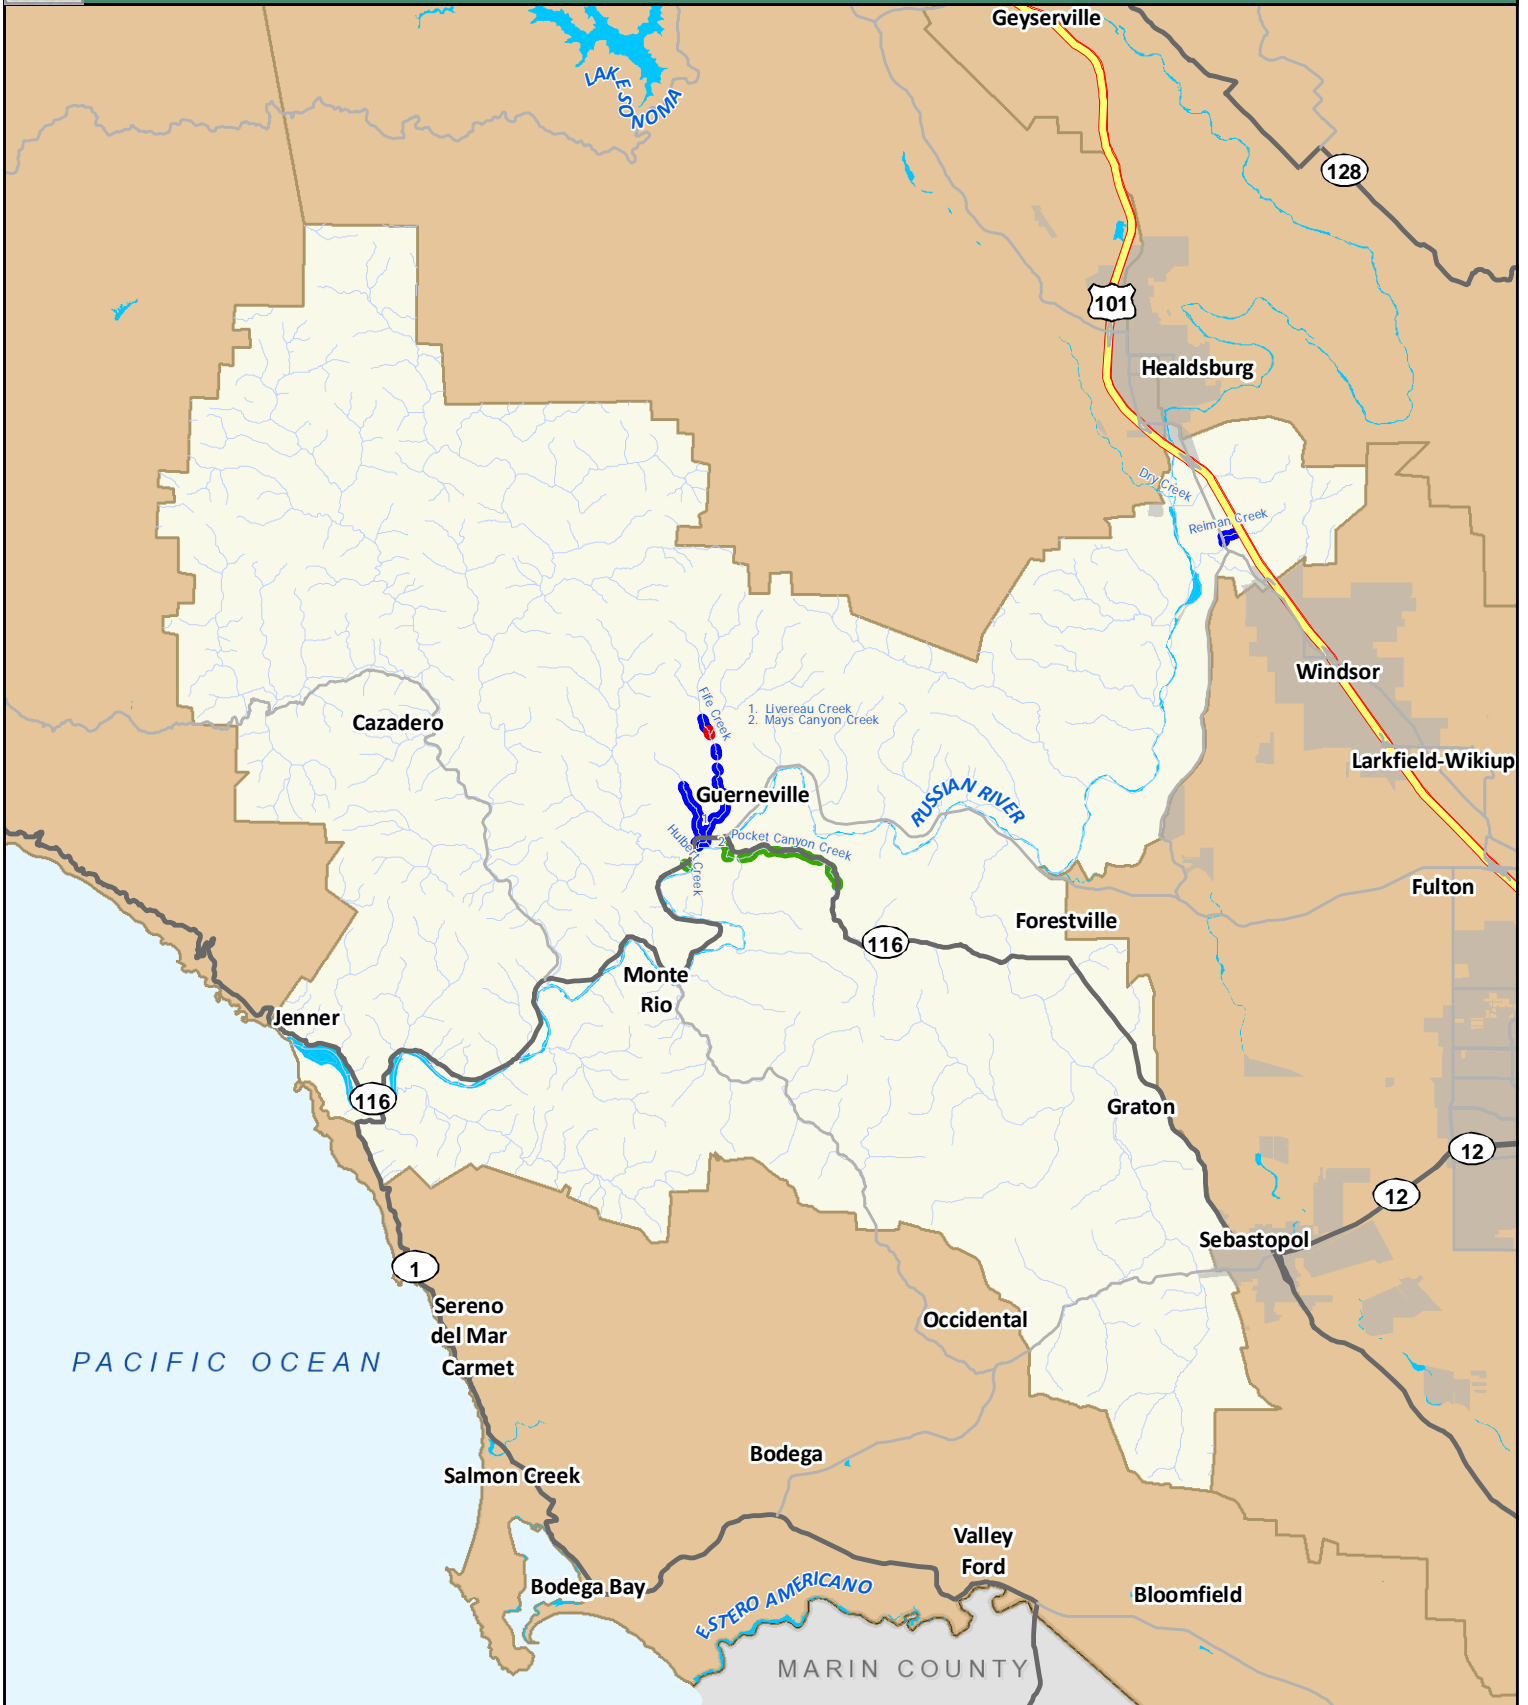 Geyserville
LAKE SONOMA
128
101
Healdsburg
Dry Creek
Reiman Creek
Windsor
Fife Creek
1. Livereau Creek
2. Mays Canyon Creek
Cazadero
Larkfield-Wikiup
Guerneville
RUSSIAN RIVER
1
2
Hulbert Creek
Pocket Canyon Creek
Fulton
Forestville
116
Monte
Rio
Jenner
116
Graton
12
12
Sebastopol
1
Sereno
del Mar
Occidental
PACIFIC OCEAN
Carmet
Bodega
Salmon Creek
Valley
Ford
Bodega Bay
ESTERO AMERICANO
Bloomfield
MARIN COUNTY